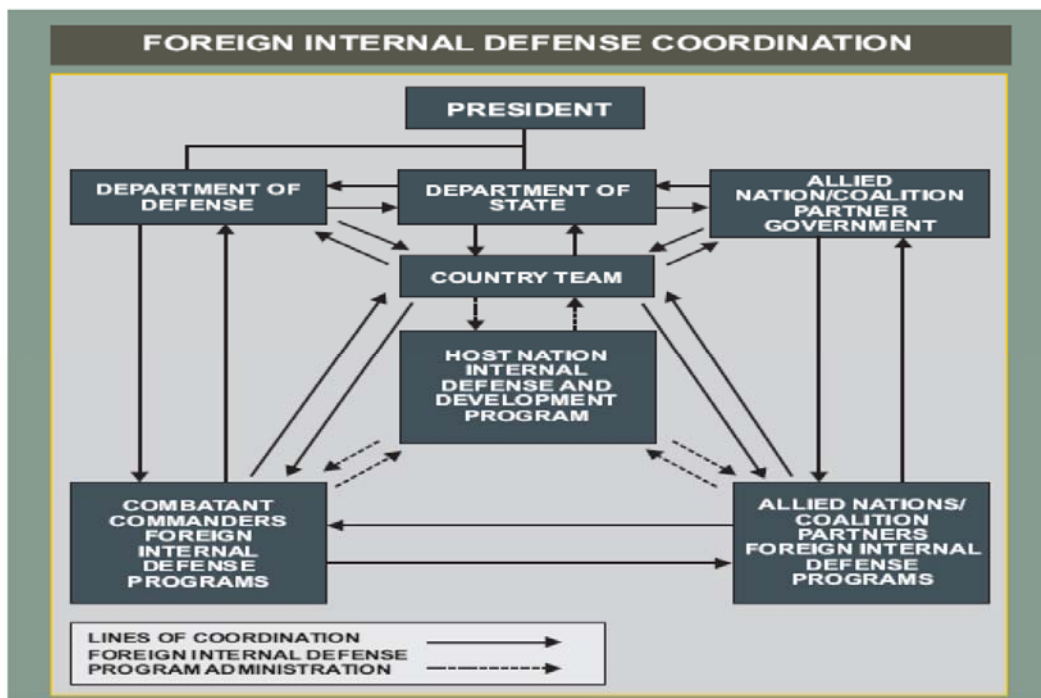 FOREIGN INTERNAL DEFENSE COORDINATION
PRESIDENT
DEPARTMENT OF
DEFENSE
DEPARTMENT OF
STATE
ALLIED
NATION/COALITION
PARTNER
GOVERNMENT
COUNTRY TEAM
HOST NATION
INTERNAL
DEFENSE AND
DEVELOPMENT
PROGRAM
COMBATANT
COMMANDERS
FOREIGN
INTERNAL
DEFENSE
PROGRAMS
ALLIED NATIONS/
COALITION
PARTNERS
FOREIGN INTERNAL
DEFENSE
PROGRAMS
LINES OF COORDINATION
FOREIGN INTERNAL DEFENSE
PROGRAM ADMINISTRATION